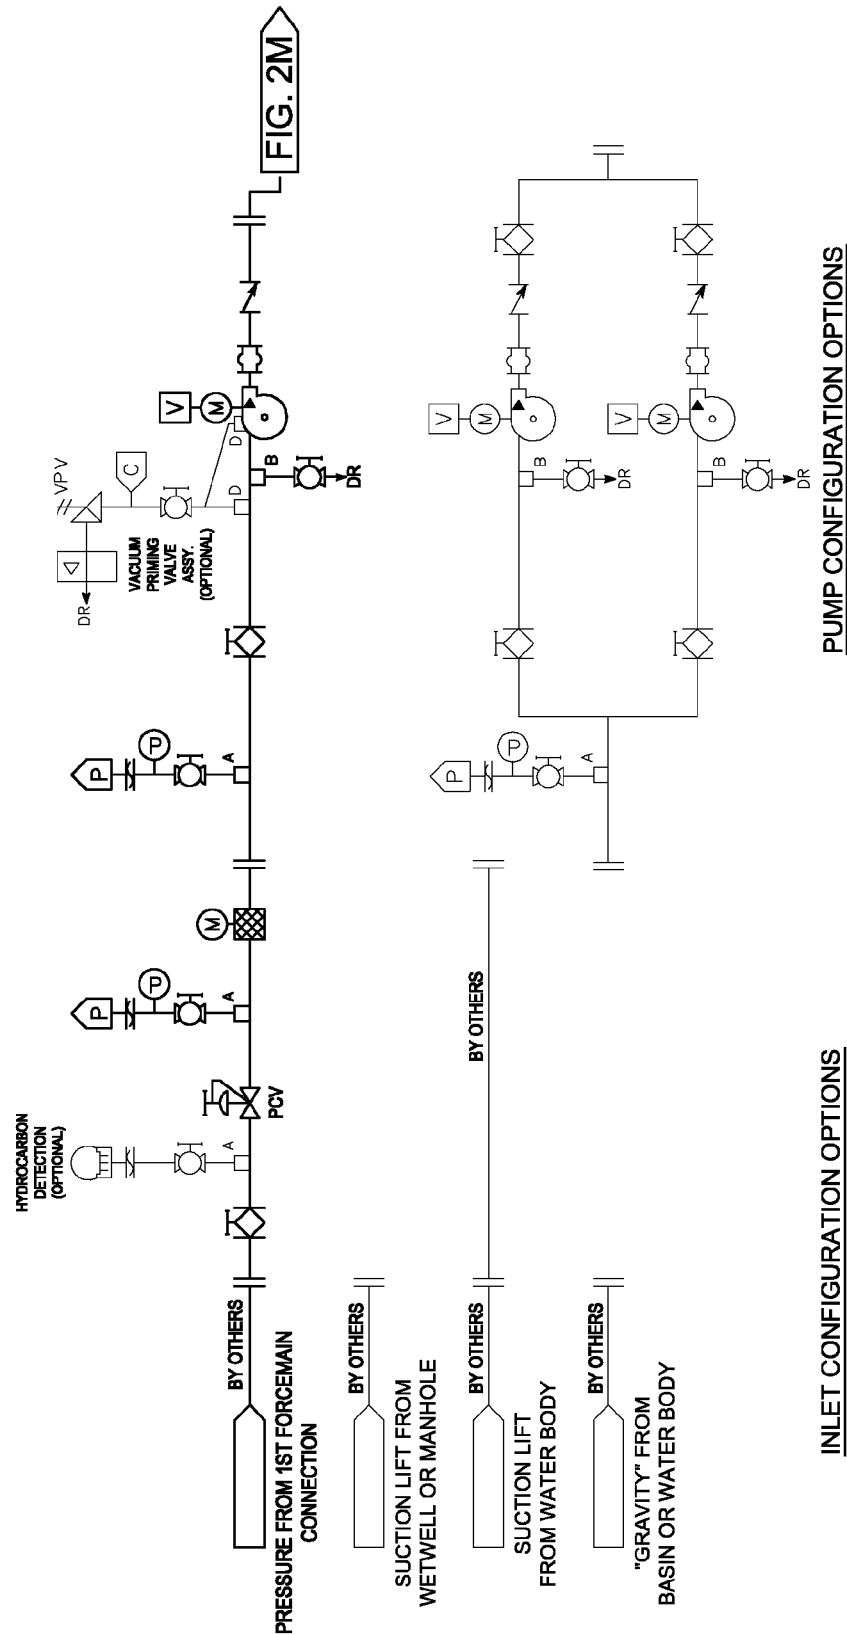 HYDROCARBON
DETECTION
(OPTIONAL)
PRESSURE FROM 1ST FORCEMAIN
CONNECTION
BY OTHERS
A
PCV
P
P
A
M
P
P
A
DR
VPV
C
VACUUM
PRIMING
VALVE
ASSY.
(OPTIONAL)
D
D
B
DR
V
M
FIG. 2M
SUCTION LIFT FROM
WETWELL OR MANHOLE
BY OTHERS
SUCTION LIFT
FROM WATER BODY
BY OTHERS
BY OTHERS
"GRAVITY" FROM
BASIN OR WATER BODY
BY OTHERS
P
P
A
B
DR
V
M
B
DR
V
M
INLET CONFIGURATION OPTIONS
PUMP CONFIGURATION OPTIONS